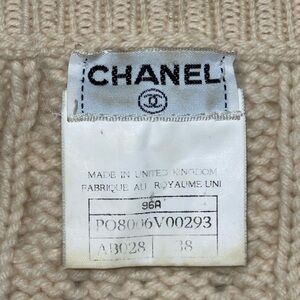 CHANEL
MADE IN UNITED KINGDOM
FABRIQUE AU ROYAUME UNI
96A
PO8006V00293
AB028 38